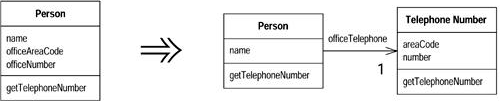 Person
name
officeAreaCode
officeNumber
getTelephoneNumber
Person
name
getTelephoneNumber
officeTelephone
1
Telephone Number
areaCode
number
getTelephoneNumber